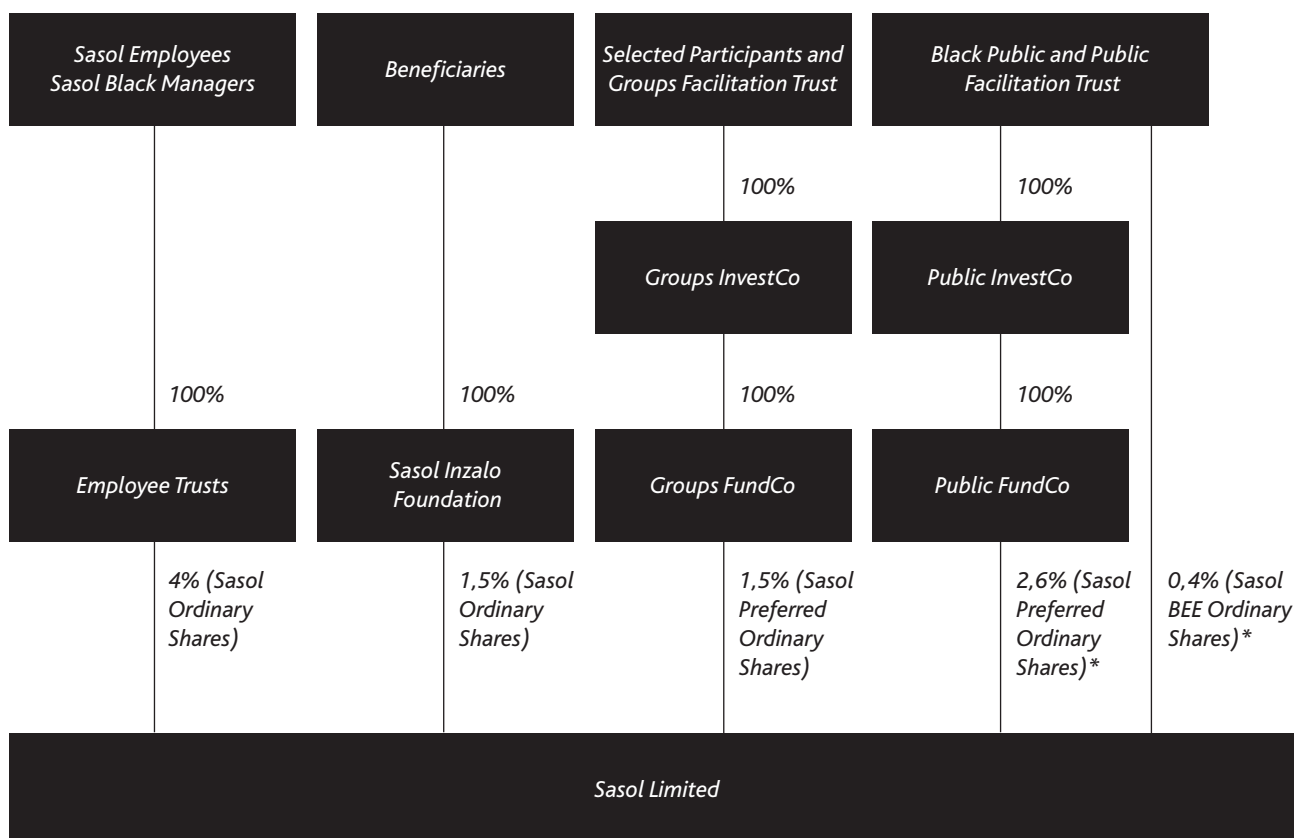 Sasol Employees
Sasol Black Managers
Beneficiaries
Selected Participants and
Groups Facilitation Trust
Black Public and Public
Facilitation Trust
100%
100%
Groups InvestCo
Public InvestCo
100%
100%
100%
100%
Employee Trusts
Sasol Inzalo
Foundation
Groups FundCo
Public FundCo
4% (Sasol
Ordinary
Shares)
1,5% (Sasol
Ordinary
Shares)
1,5% (Sasol
Preferred
Ordinary
Shares)
2,6% (Sasol
Preferred
Ordinary
Shares)*
0,4% (Sasol
BEE Ordinary
Shares)*
Sasol Limited